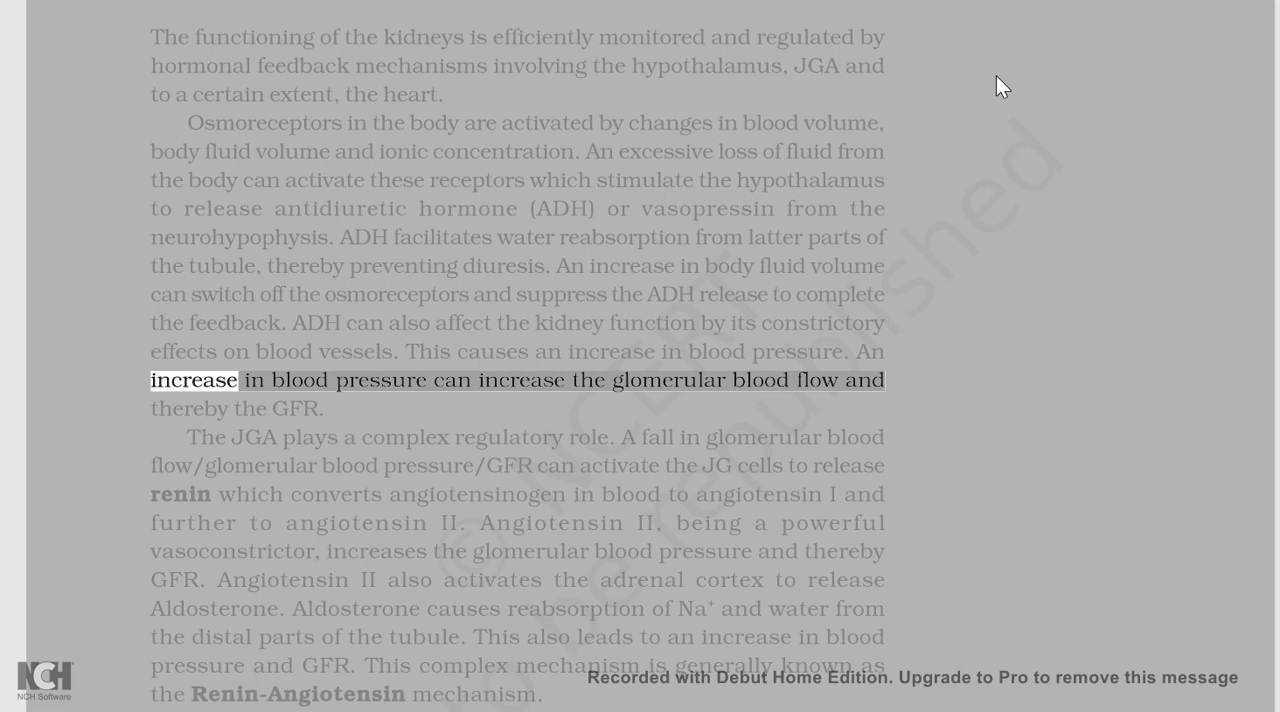 The functioning of the kidneys is efficiently monitored and regulated by
hormonal feedback mechanisms involving the hypothalamus, JGA and
to a certain extent, the heart.
Osmoreceptors in the body are activated by changes in blood volume,
body fluid volume and ionic concentration. An excessive loss of fluid from
the body can activate these receptors which stimulate the hypothalamus
to release antidiuretic hormone (ADH) or vasopressin from the
neurohypophysis. ADH facilitates water reabsorption from latter parts of
the tubule, thereby preventing diuresis. An increase in body fluid volume
can switch off the osmoreceptors and suppress the ADH release to complete
the feedback. ADH can also affect the kidney function by its constrictory
effects on blood vessels. This causes an increase in blood pressure. An
increase in blood pressure can increase the glomerular blood flow and
thereby the GFR.
The JGA plays a complex regulatory role. A fall in glomerular blood
flow/glomerular blood pressure/GFR can activate the JG cells to release
renin which converts angiotensinogen in blood to angiotensin I and
further to angiotensin II. Angiotensin II, being a powerful
vasoconstrictor, increases the glomerular blood pressure and thereby
GFR. Angiotensin II also activates the adrenal cortex to release
Aldosterone. Aldosterone causes reabsorption of Na⁺ and water from
the distal parts of the tubule. This also leads to an increase in blood
pressure and GFR. This complex mechanism is generally known as
the Renin-Angiotensin mechanism.
© NCERT
to be republished
NCH
NCH Software
Recorded with Debut Home Edition. Upgrade to Pro to remove this message